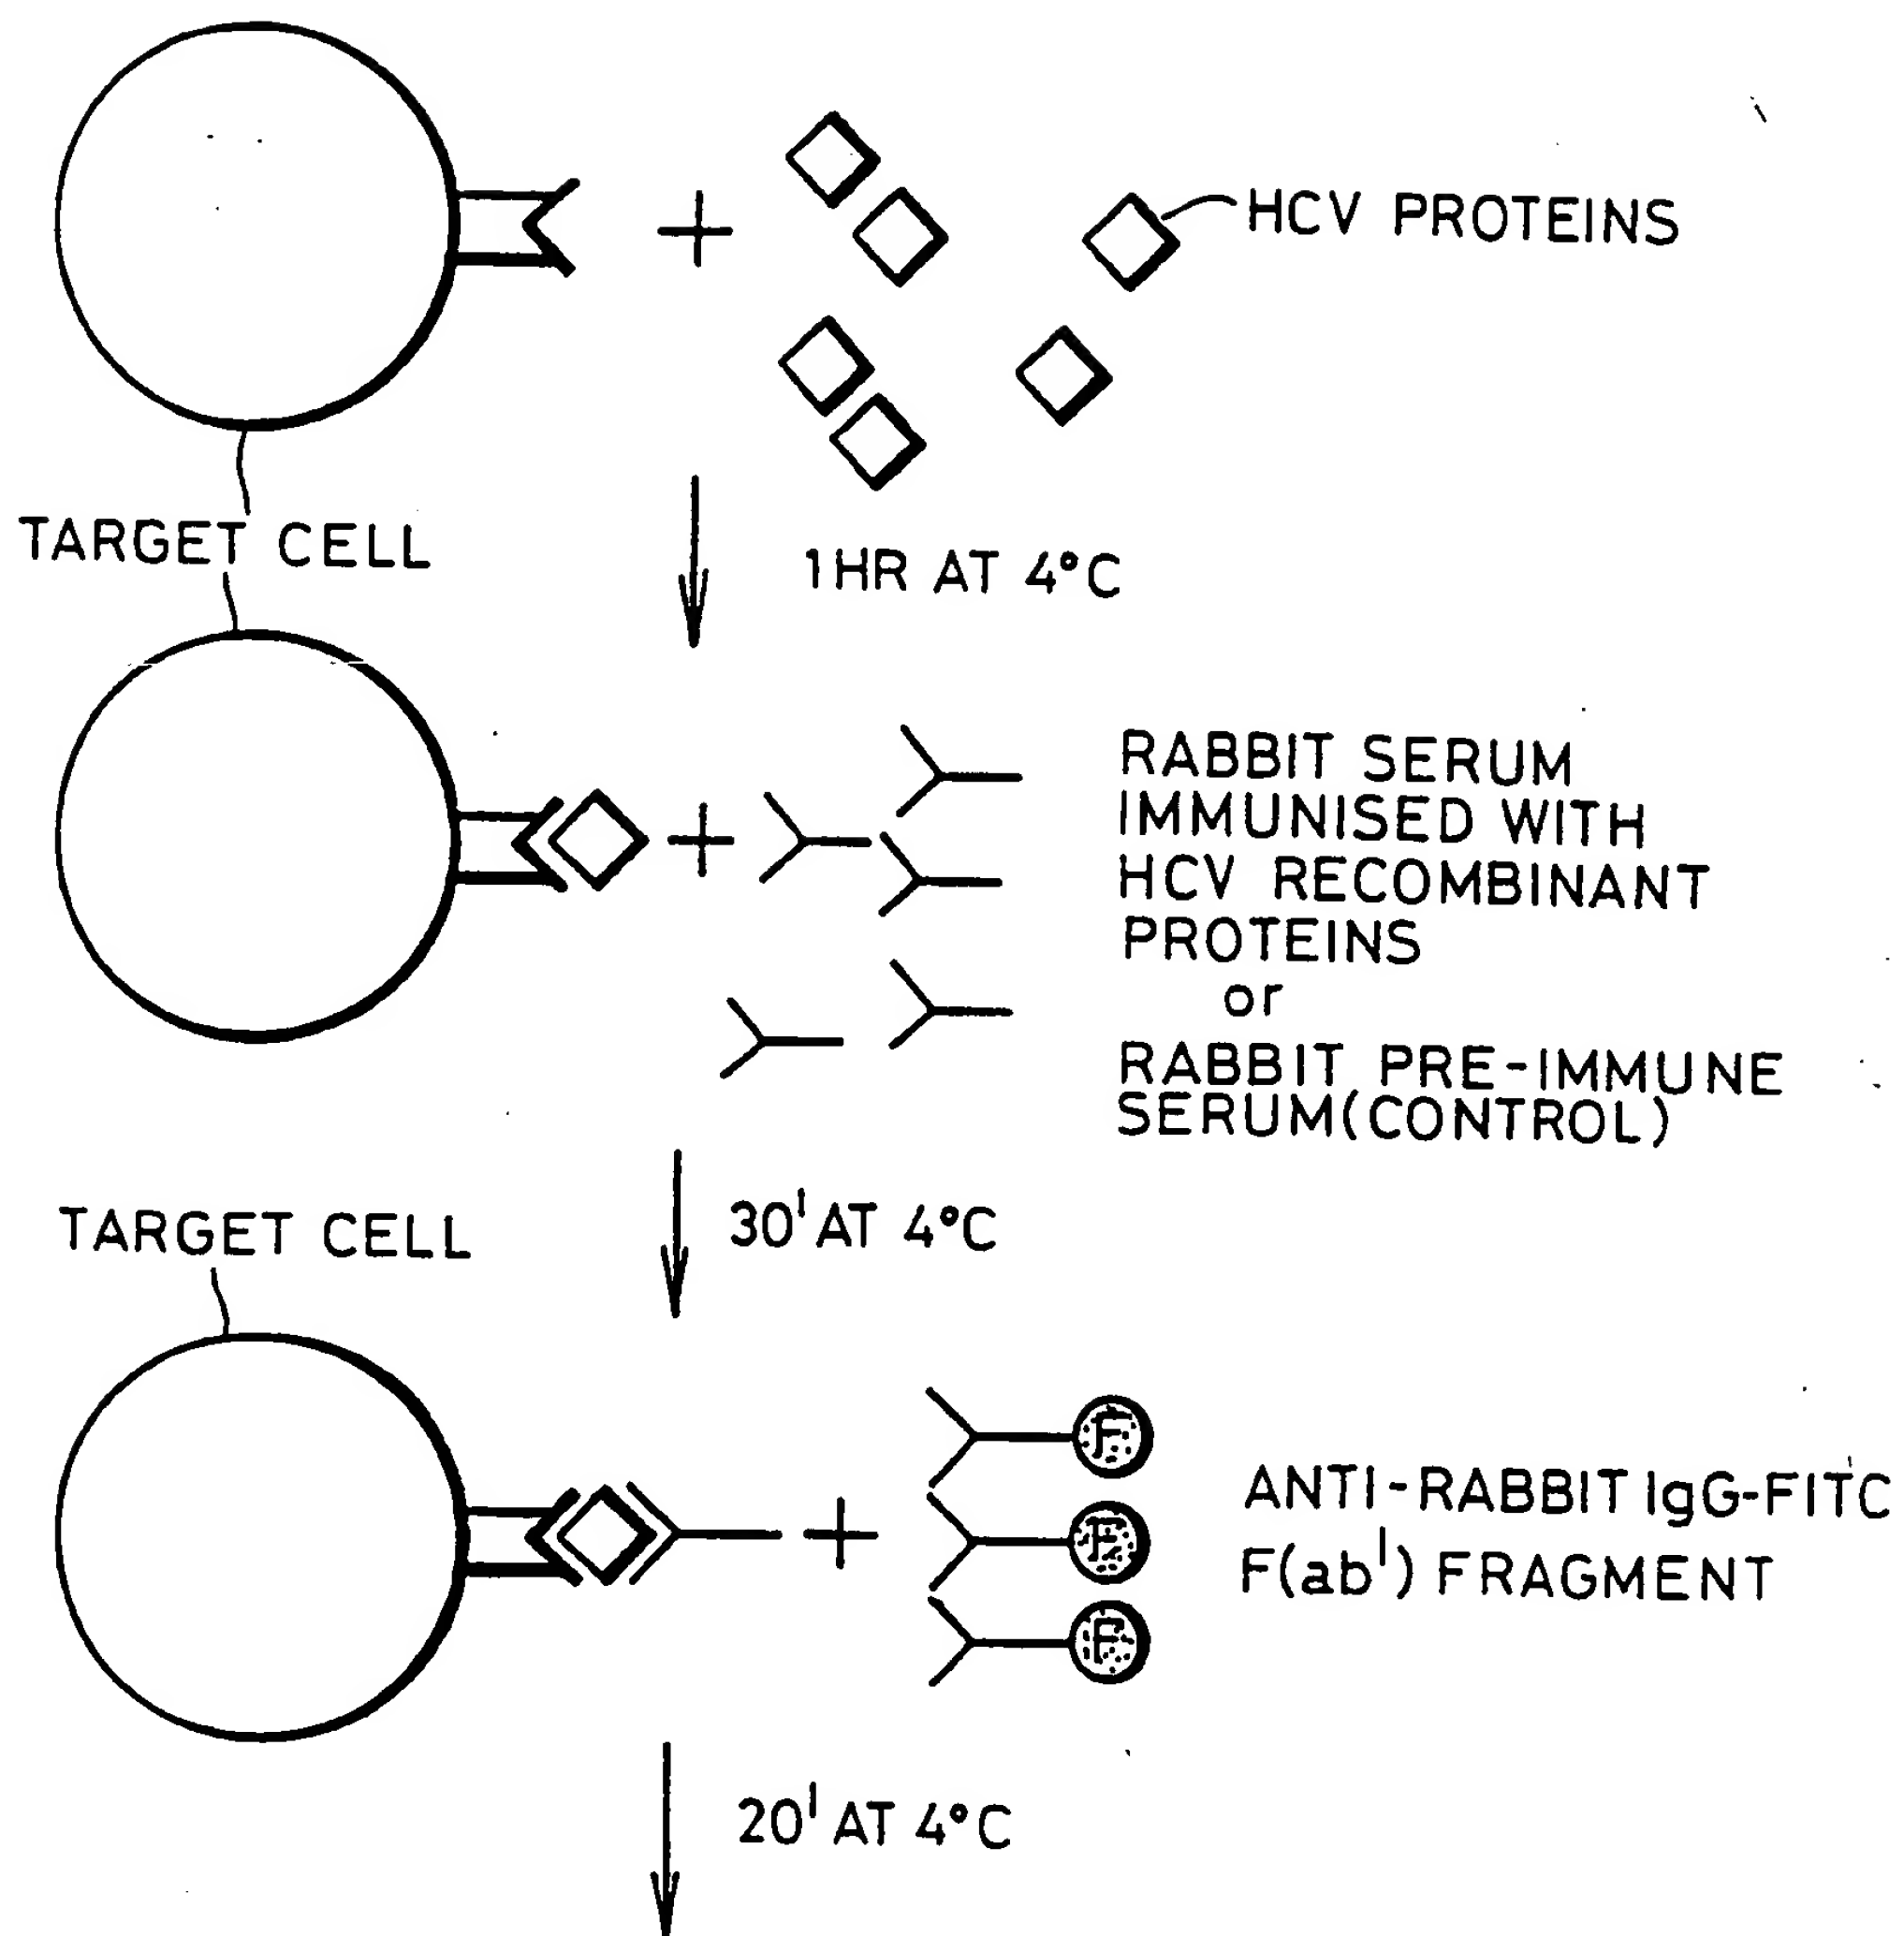 HCV PROTEINS
TARGET CELL
1HR AT 4°C
RABBIT SERUM
IMMUNISED WITH
HCV RECOMBINANT
PROTEINS
or
RABBIT PRE-IMMUNE
SERUM(CONTROL)
TARGET CELL
30' AT 4°C
F
F
F
ANTI-RABBIT IgG-FITC
F(ab') FRAGMENT
20' AT 4°C